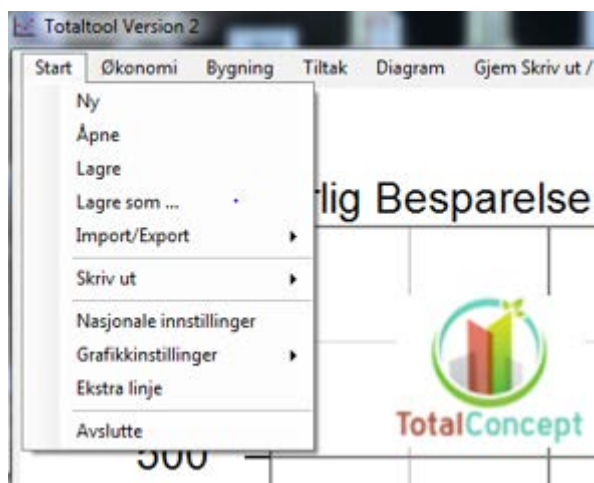 Totaltool Version 2
Start Økonomi Bygning Tiltak Diagram Gjem Skriv ut /
Ny
Åpne
Lagre
Lagre som ...
Import/Export
Skriv ut
Nasjonale innstillinger
Grafikkinstillinger
Ekstra linje
Avslutte
rlig Besparelse
TotalConcept
500